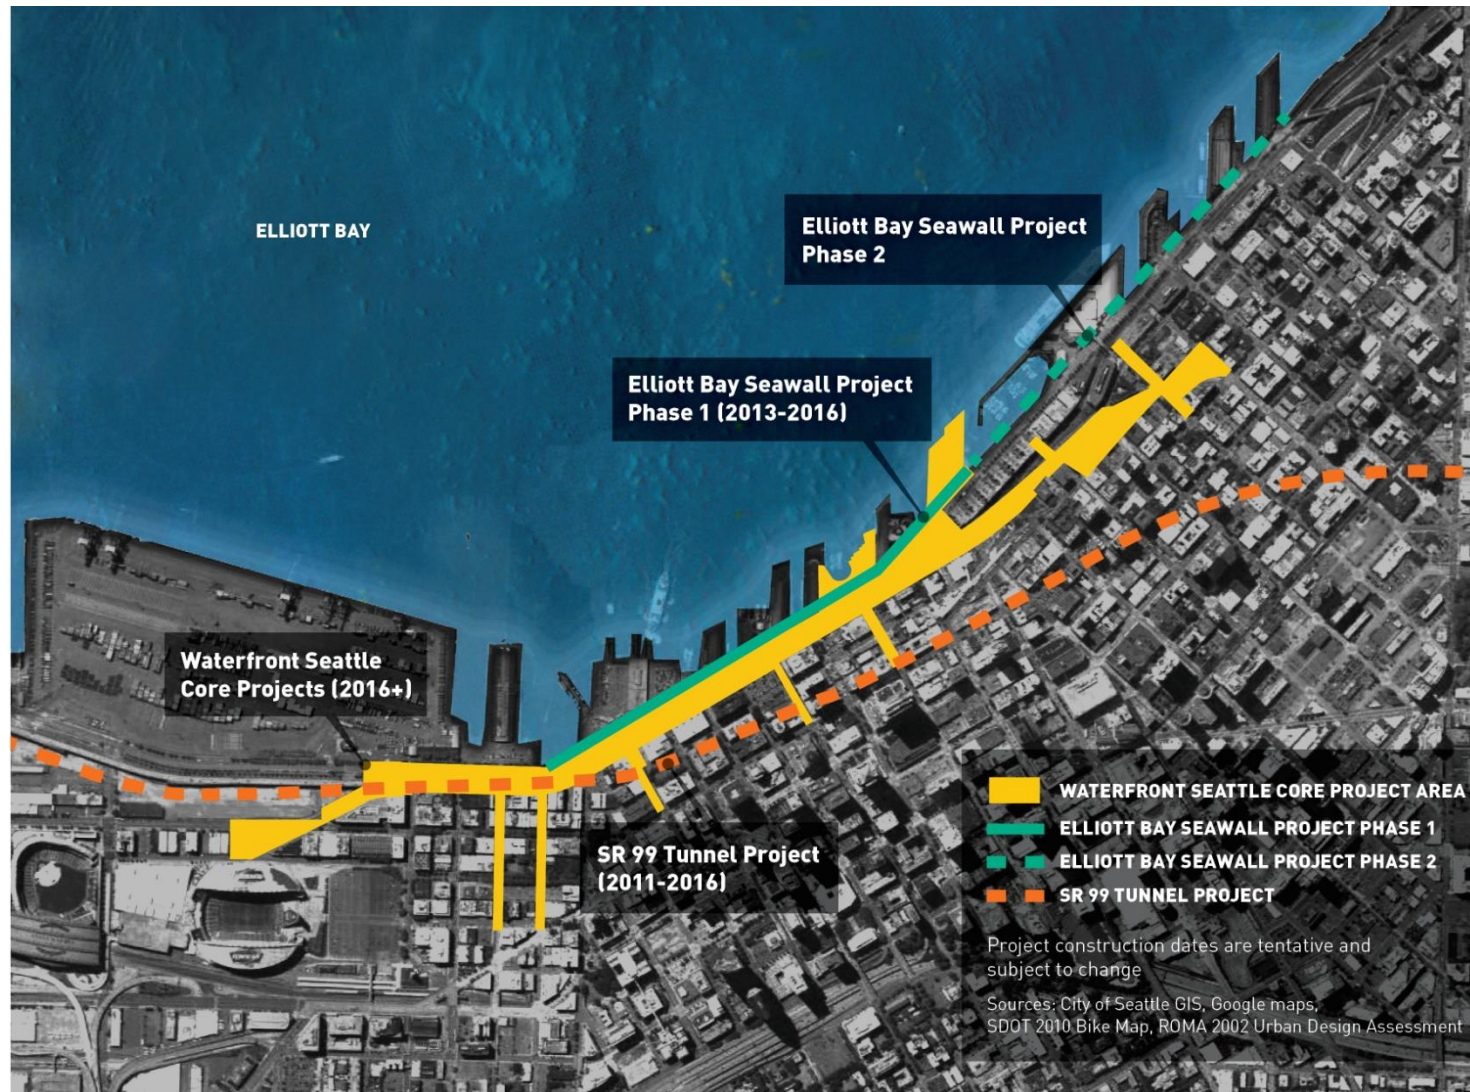 ELLIOTT BAY
Elliott Bay Seawall Project
Phase 2
Elliott Bay Seawall Project
Phase 1 (2013-2016)
Waterfront Seattle
Core Projects (2016+)
SR 99 Tunnel Project
(2011-2016)
WATERFRONT SEATTLE CORE PROJECT AREA
ELLIOTT BAY SEAWALL PROJECT PHASE 1
ELLIOTT BAY SEAWALL PROJECT PHASE 2
SR 99 TUNNEL PROJECT
Project construction dates are tentative and
subject to change
Sources: City of Seattle GIS, Google maps,
SDOT 2010 Bike Map, ROMA 2002 Urban Design Assessment